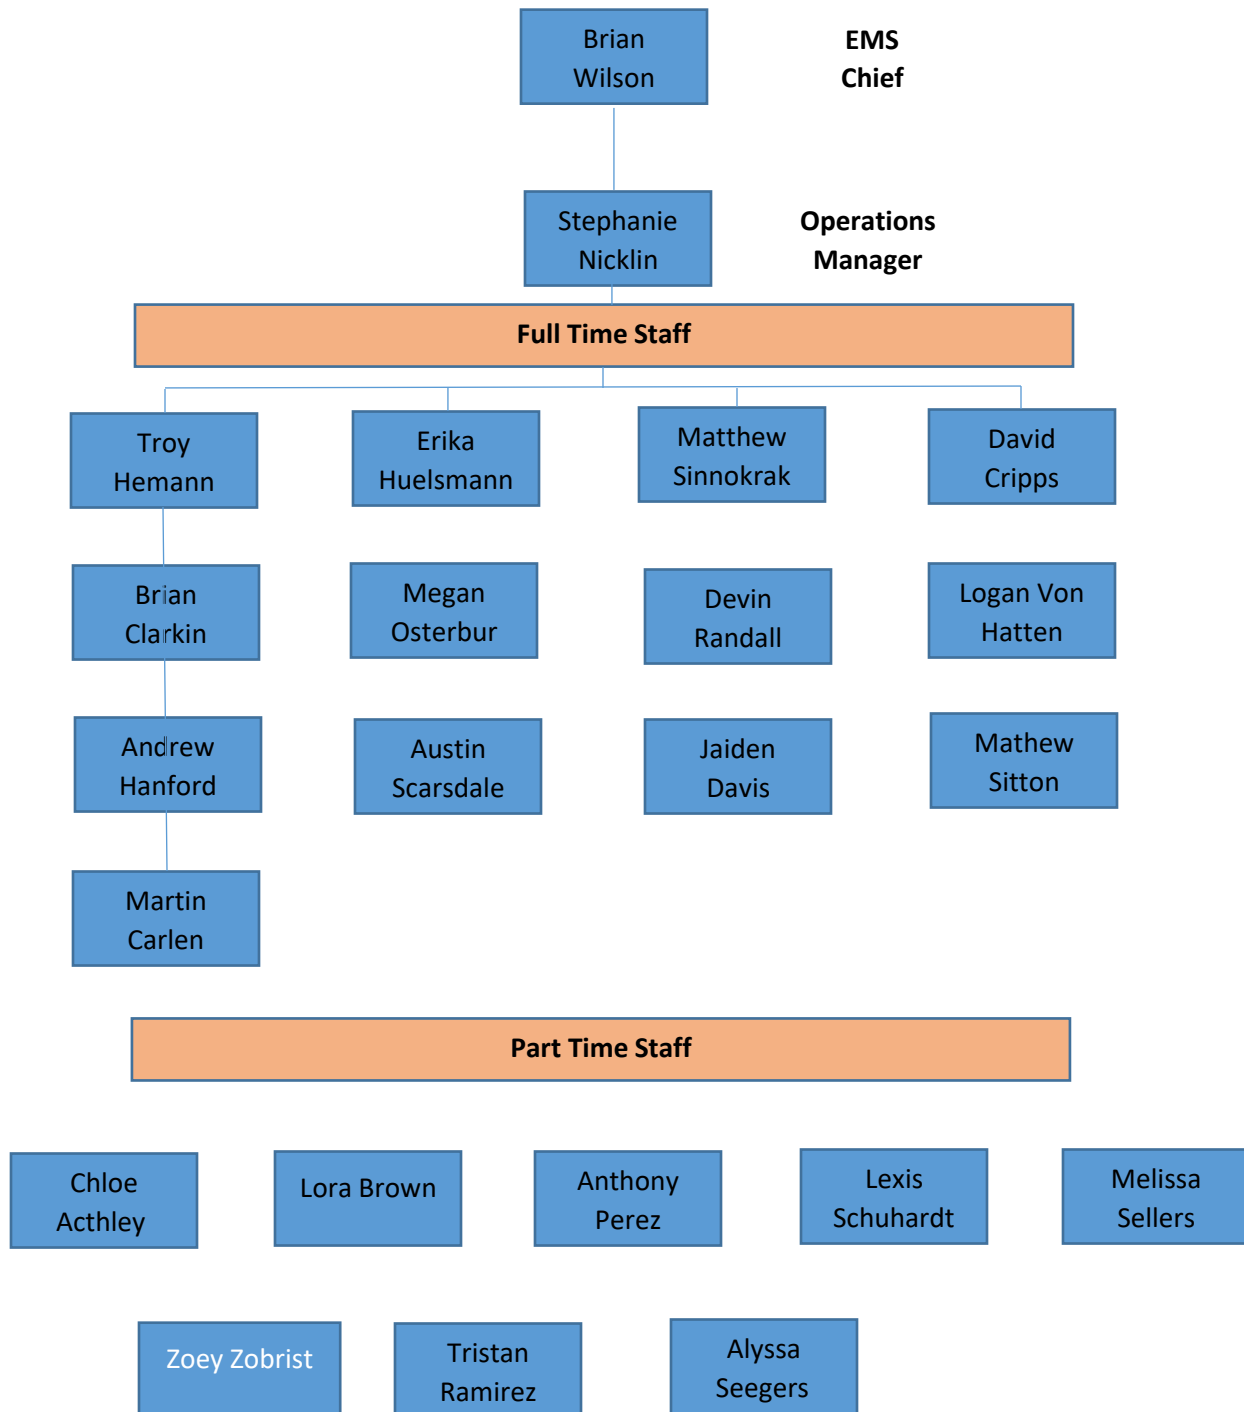 Brian
Wilson
EMS
Chief
Stephanie
Nicklin
Operations
Manager
Full Time Staff
Troy
Hemann
Erika
Huelsmann
Matthew
Sinnokrak
David
Cripps
Brian
Clarkin
Megan
Osterbur
Devin
Randall
Logan Von
Hatten
Andrew
Hanford
Austin
Scarsdale
Jaiden
Davis
Mathew
Sitton
Martin
Carlen
Part Time Staff
Chloe
Acthley
Lora Brown
Anthony
Perez
Lexis
Schuhardt
Melissa
Sellers
Zoey Zobrist
Tristan
Ramirez
Alyssa
Seegers